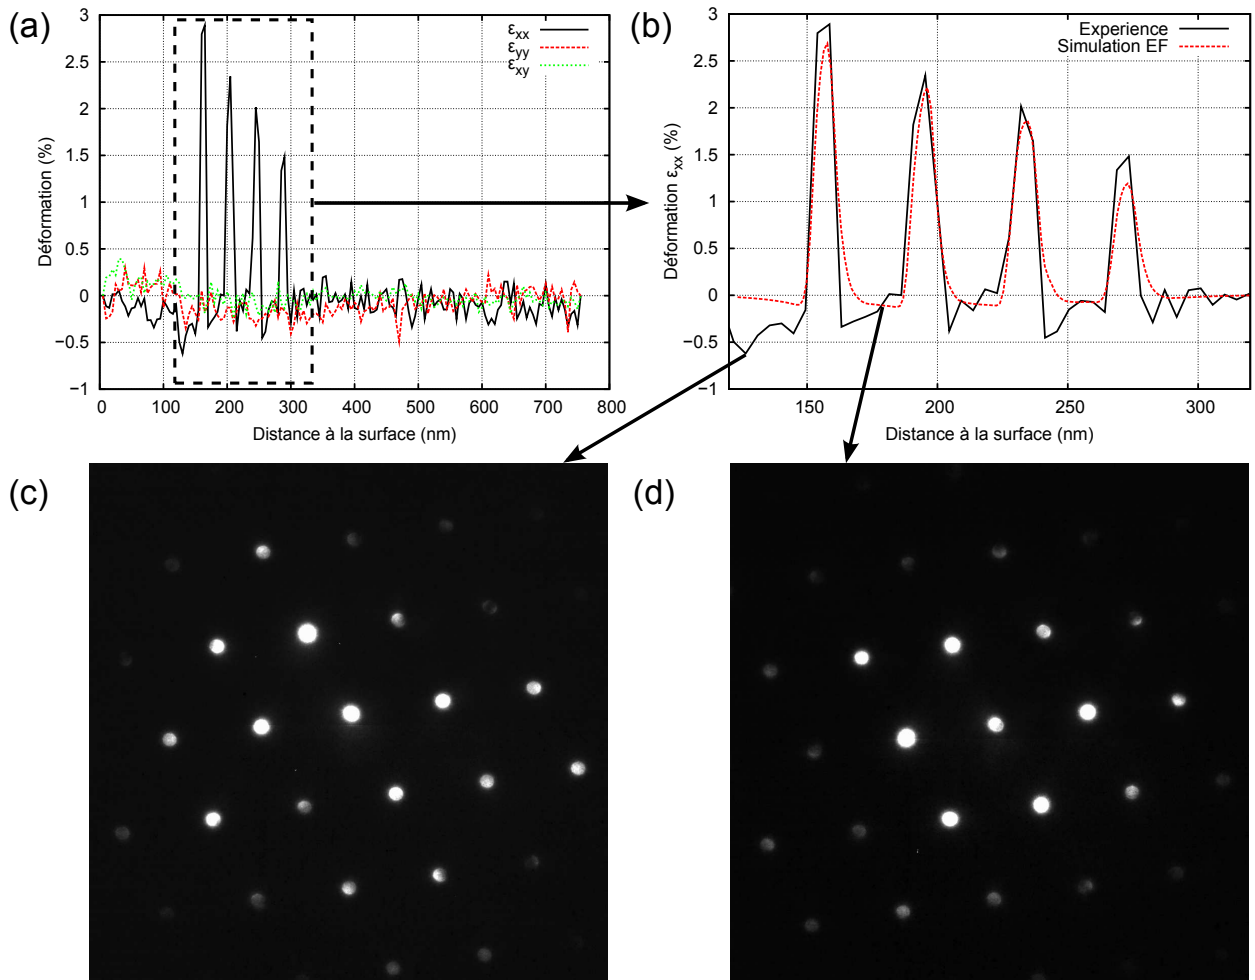 (a)
3
2.5
2
1.5
1
0.5
0
−0.5
−1
Déformation (%)
0 100 200 300 400 500 600 700 800
Distance à la surface (nm)
εxx
εyy
εxy
(b)
3
2.5
2
1.5
1
0.5
0
−0.5
−1
Déformation εxx (%)
150 200 250 300
Distance à la surface (nm)
Experience
Simulation EF
(c)
(d)